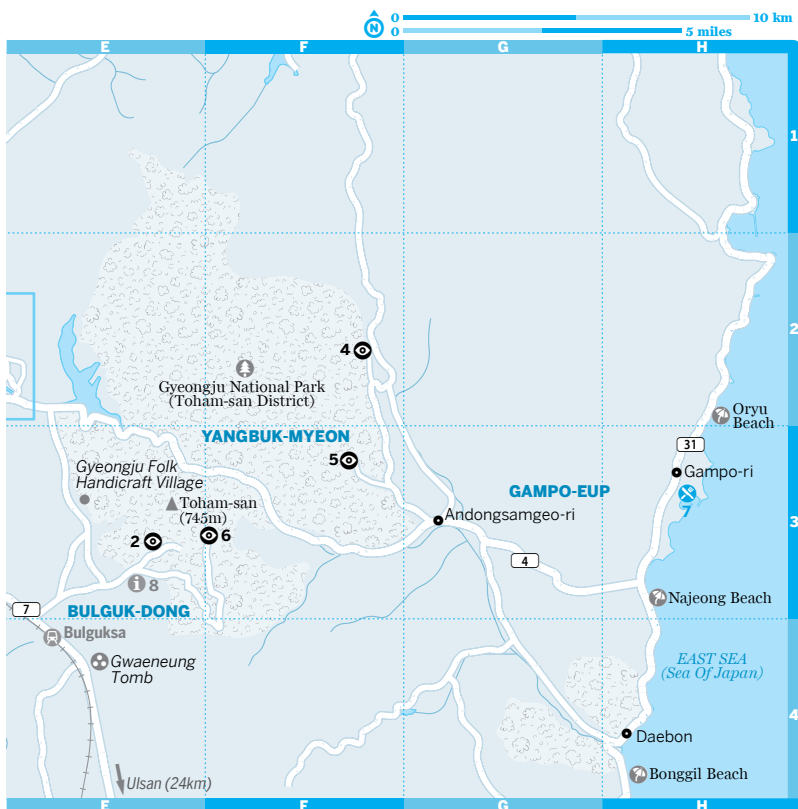 N
0
10 km
0
5 miles
E
F
G
H
1
2
4
Gyeongju National Park
(Toham-san District)
Oryu
Beach
YANGBUK-MYEON
31
5
Gyeongju Folk
Handicraft Village
Gampo-ri
GAMPO-EUP
7
Toham-san
(745m)
Andongsamgeo-ri
3
2
6
4
8
Najeong Beach
7
BULGUK-DONG
Bulguksa
Gwaeneung
Tomb
EAST SEA
(Sea Of Japan)
4
Daebon
Bonggil Beach
Ulsan (24km)
E
F
G
H